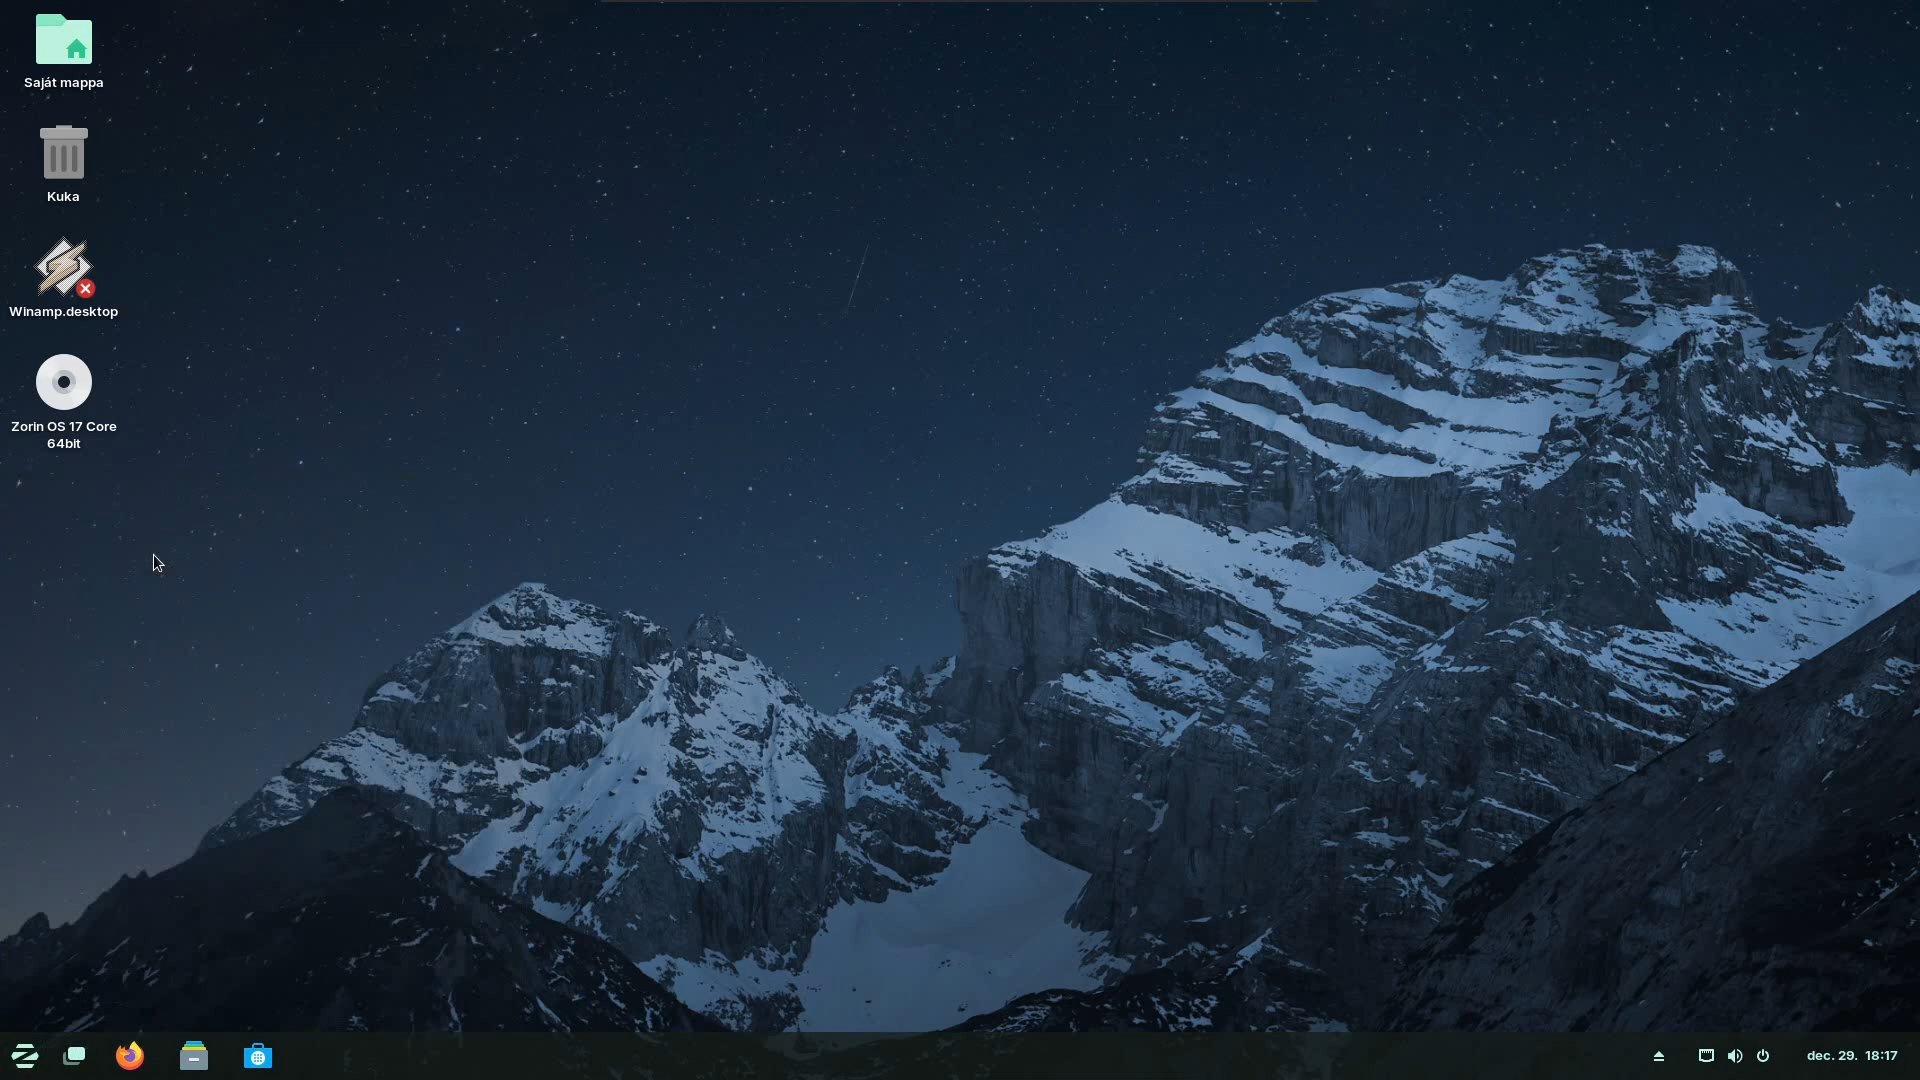 Saját mappa
Kuka
Winamp.desktop
Zorin OS 17 Core
64bit
dec. 29. 18:17